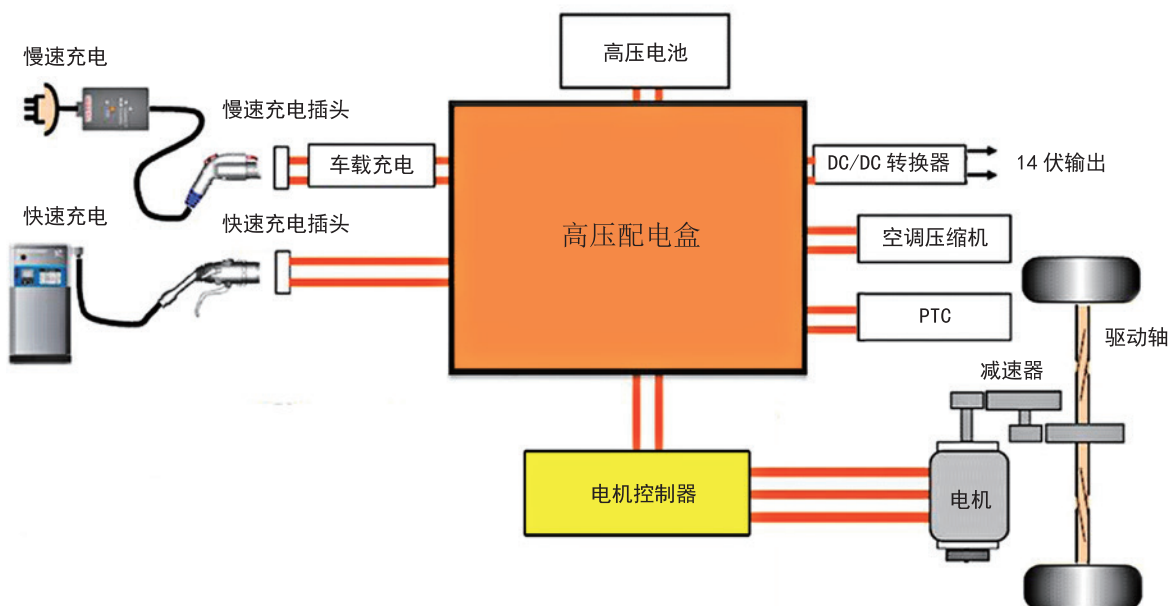 高压电池
慢速充电
慢速充电插头
车载充电
DC/DC 转换器
14 伏输出
快速充电
快速充电插头
高压配电盒
空调压缩机
PTC
驱动轴
减速器
电机控制器
电机